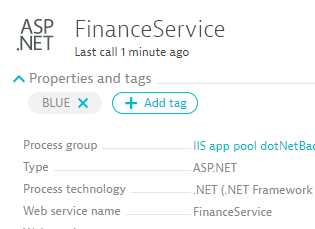 ASP
.NET
FinanceService
Last call 1 minute ago
Properties and tags
BLUE
Add tag
Process group IIS app pool dotNetBac
Type ASP.NET
Process technology .NET (.NET Framework
Web service name FinanceService